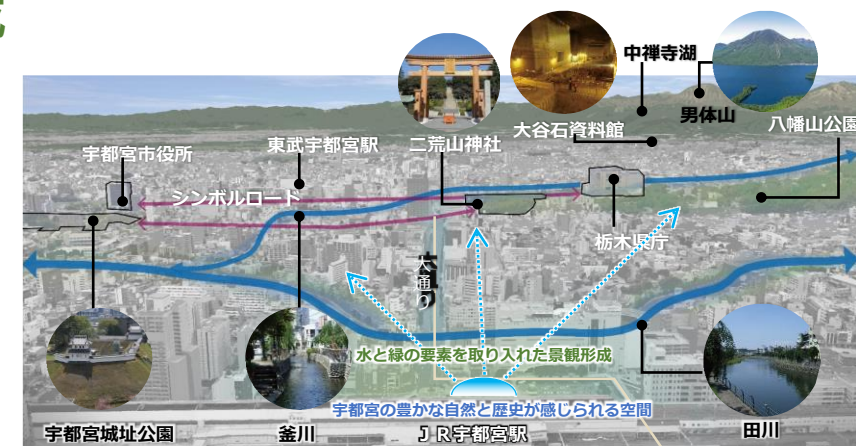 中禅寺湖
男体山
八幡山公園
大谷石資料館
二荒山神社
東武宇都宮駅
宇都宮市役所
シンボルロード
栃木県庁
大通り
水と緑の要素を取り入れた景観形成
宇都宮の豊かな自然と歴史が感じられる空間
宇都宮城址公園
釜川
ＪＲ宇都宮駅
田川